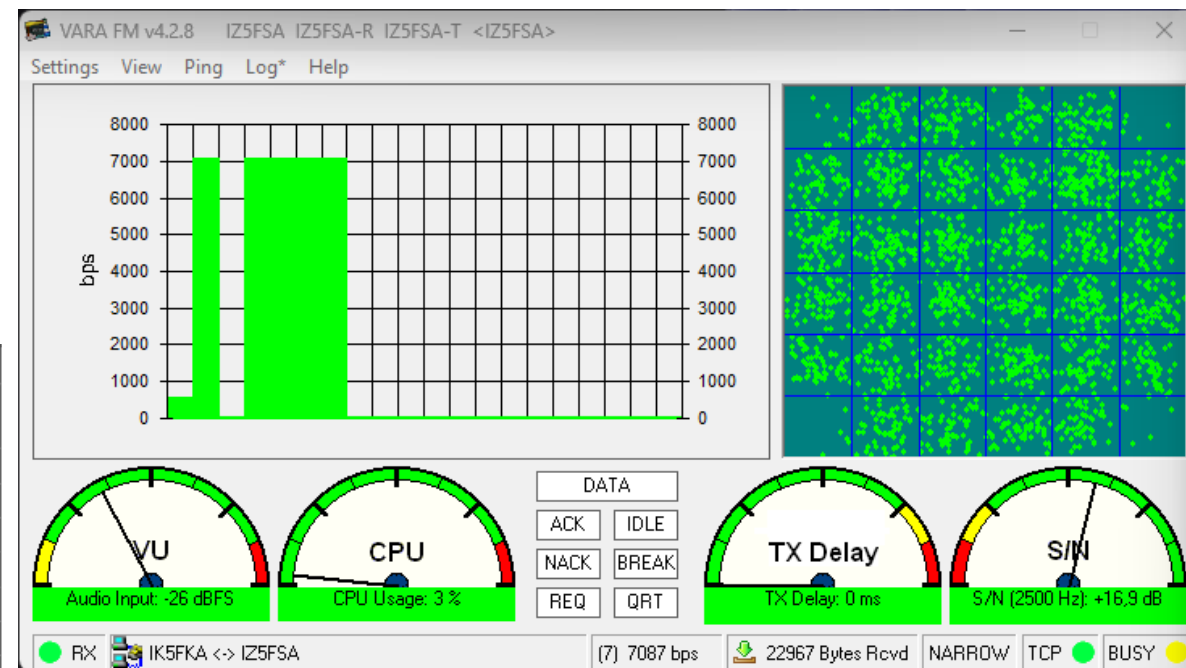 VARA FM v4.2.8 IZ5FSA IZ5FSA-R IZ5FSA-T <IZ5FSA>
Settings View Ping Log* Help
8000 8000
7000 7000
6000 6000
5000 5000
bps
4000 4000
3000 3000
2000 2000
1000 1000
0 0
DATA
ACK IDLE
VU CPU TX Delay S/N
NACK BREAK
REQ QRT
Audio Input: -26 dBFS CPU Usage: 3 % TX Delay: 0 ms S/N (2500 Hz): +16,9 dB
RX IK5FKA <-> IZ5FSA (7) 7087 bps 22967 Bytes Rcvd NARROW TCP BUSY